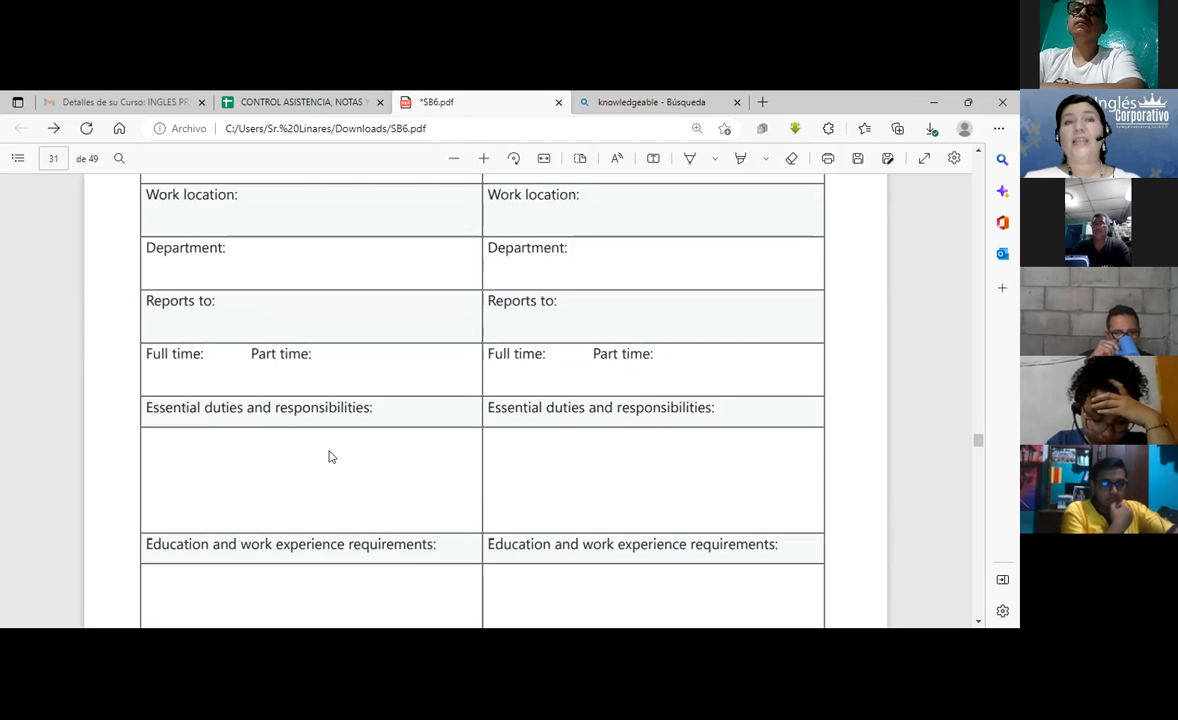 Detalles de su Curso: INGLES PR
CONTROL ASISTENCIA, NOTAS Y
*SB6.pdf
knowledgeable - Búsqueda
Archivo
C:/Users/Sr.%20Linares/Downloads/SB6.pdf
31 de 49
Work location: Work location:
Department: Department:
Reports to: Reports to:
Full time: Part time: Full time: Part time:
Essential duties and responsibilities: Essential duties and responsibilities:
Education and work experience requirements: Education and work experience requirements:
Inglés
Corporativo